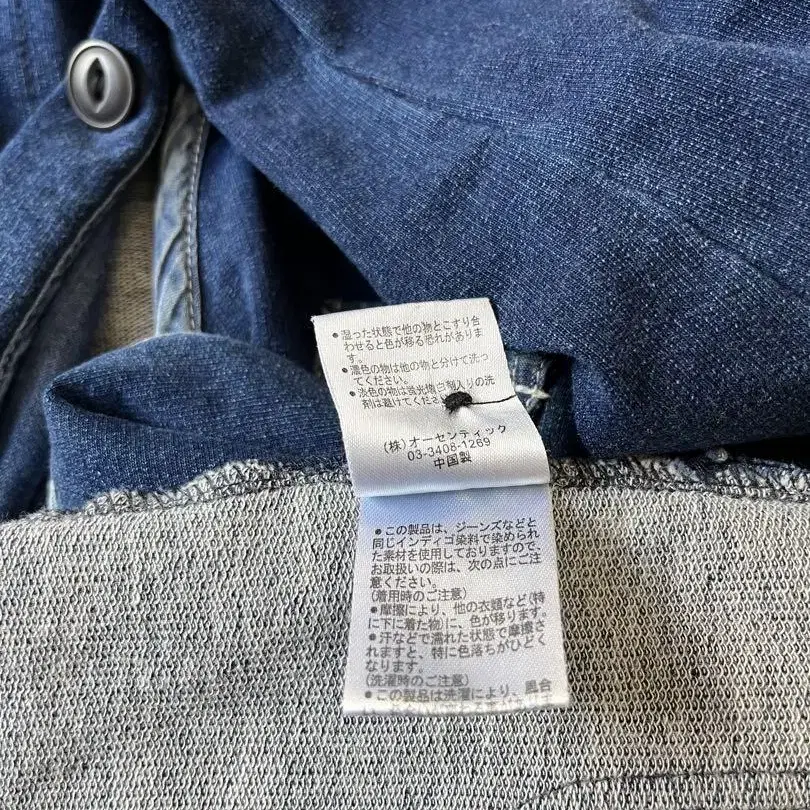 ●湿った状態で他の物とこすり合
わせると色が移る恐れがありま
す。
●濃色の物は他の物と分けて洗っ
てください。
●淡色の物は蛍光増白剤入りの洗
剤は避けてください
(株)オーセンティック
03-3408-1269
中国製
●この製品は、ジーンズなどと
同じインディゴ染料で染められ
た素材を使用しておりますので
お取扱いの際は、次の点にご注
意ください。
(着用時のご注意)
●摩擦により、他の衣類など(特
に下に着た物)に、色が移ります。
●汗などで濡れた状態で摩擦さ
れますと、特に色落ちがひどく
なります。
(洗濯時のご注意)
●この製品は洗濯により、風合